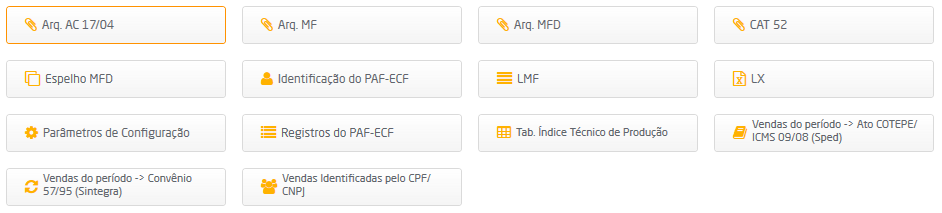 Arq. AC 17/04
Arq. MF
Arq. MFD
CAT 52
Espelho MFD
Identificação do PAF-ECF
LMF
LX
Parâmetros de Configuração
Registros do PAF-ECF
Tab. Índice Técnico de Produção
Vendas do período -> Ato COTEPE/
ICMS 09/08 (Sped)
Vendas do período -> Convênio
57/95 (Sintegra)
Vendas Identificadas pelo CPF/
CNPJ